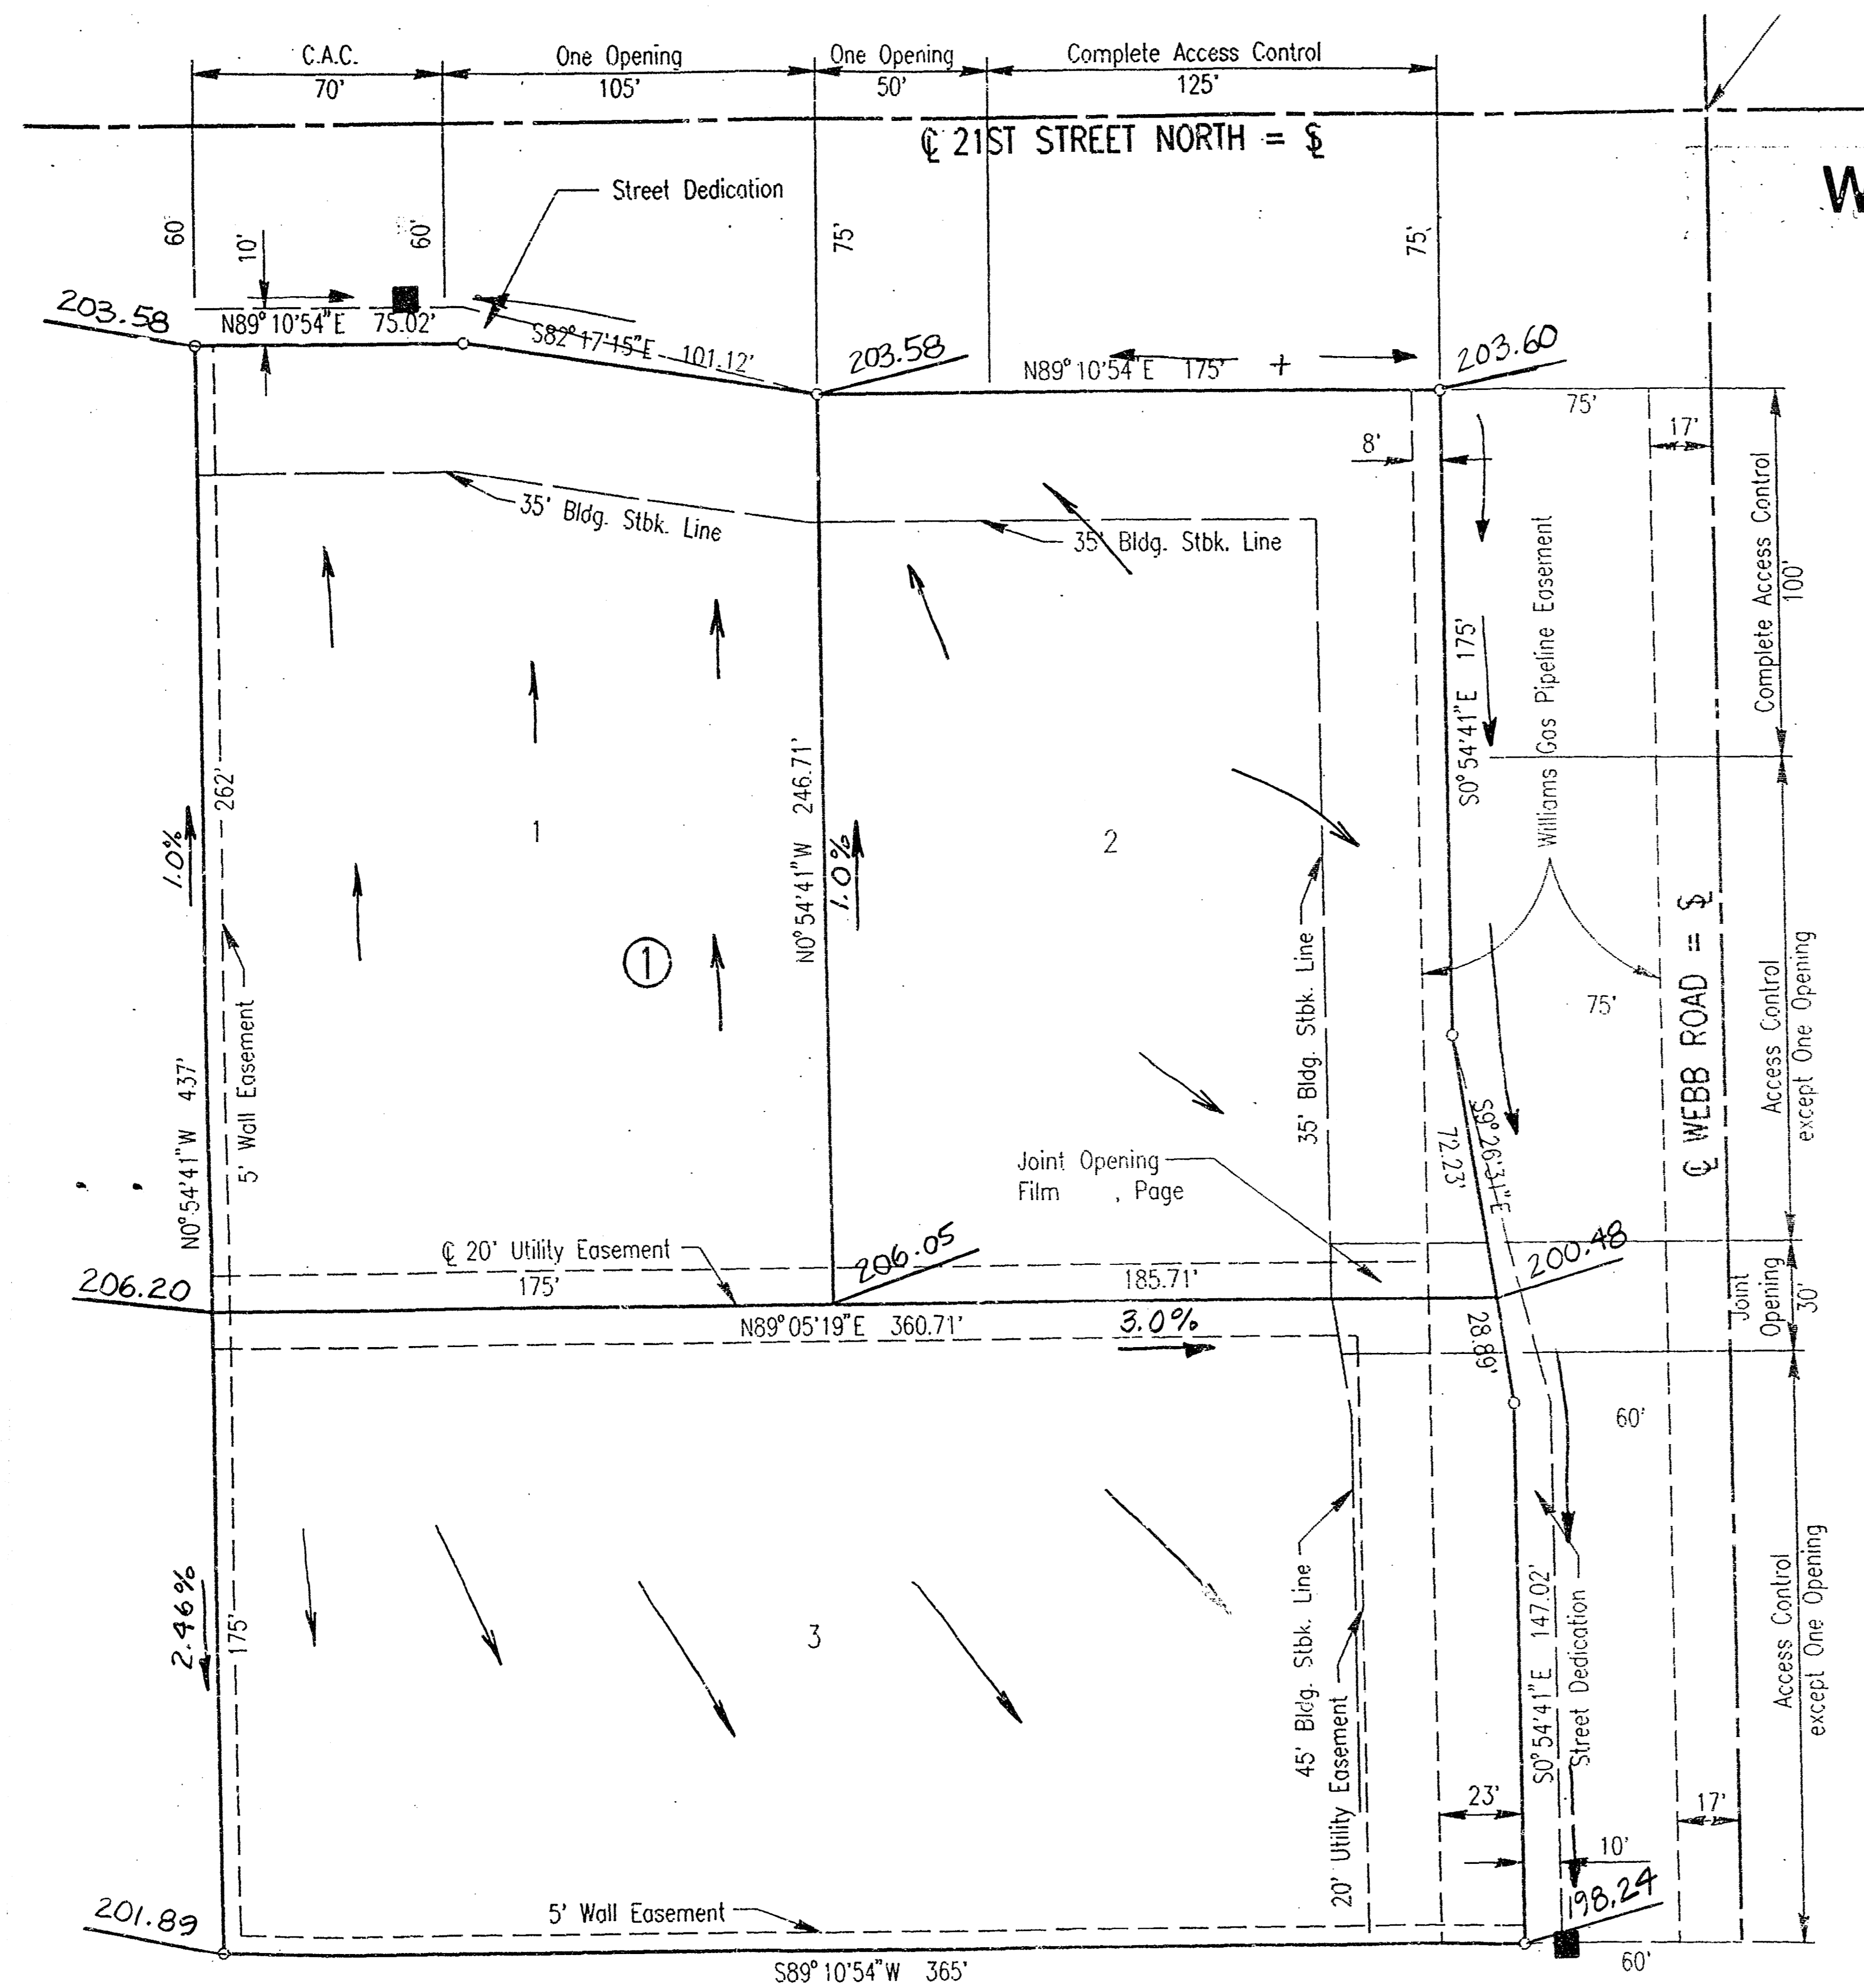 C.A.C.
70'
One Opening
105'
One Opening
50'
Complete Access Control
125'
℄ 21ST STREET NORTH = §
W
Street Dedication
60'
10'
60'
75'
75'
203.58
N89°10'54"E 75.02'
S82°17'15"E 101.12'
203.58
N89°10'54"E 175'
+
203.60
75'
17'
8'
35' Bldg. Stbk. Line
35' Bldg. Stbk. Line
Complete Access Control
100'
S0°54'41"E 175'
Williams Gas Pipeline Easement
262'
1.0%
1
N0°54'41"W 246.71'
1.0%
2
1
35' Bldg. Stbk. Line
75'
℄ WEBB ROAD = §
Access Control
except One Opening
N0°54'41"W 437'
5' Wall Easement
S9°26'31"E
72.23'
Joint Opening
Film , Page
℄ 20' Utility Easement
206.20
175'
206.05
185.71'
200.48
Joint
Opening
30'
N89°05'19"E 360.71'
3.0%
28.89'
60'
2.46%
175'
3
45' Bldg. Stbk. Line
20' Utility Easement
S0°54'41"E 147.02'
Street Dedication
Access Control
except One Opening
23'
17'
10'
198.24
201.89
5' Wall Easement
S89°10'54"W 365'
60'